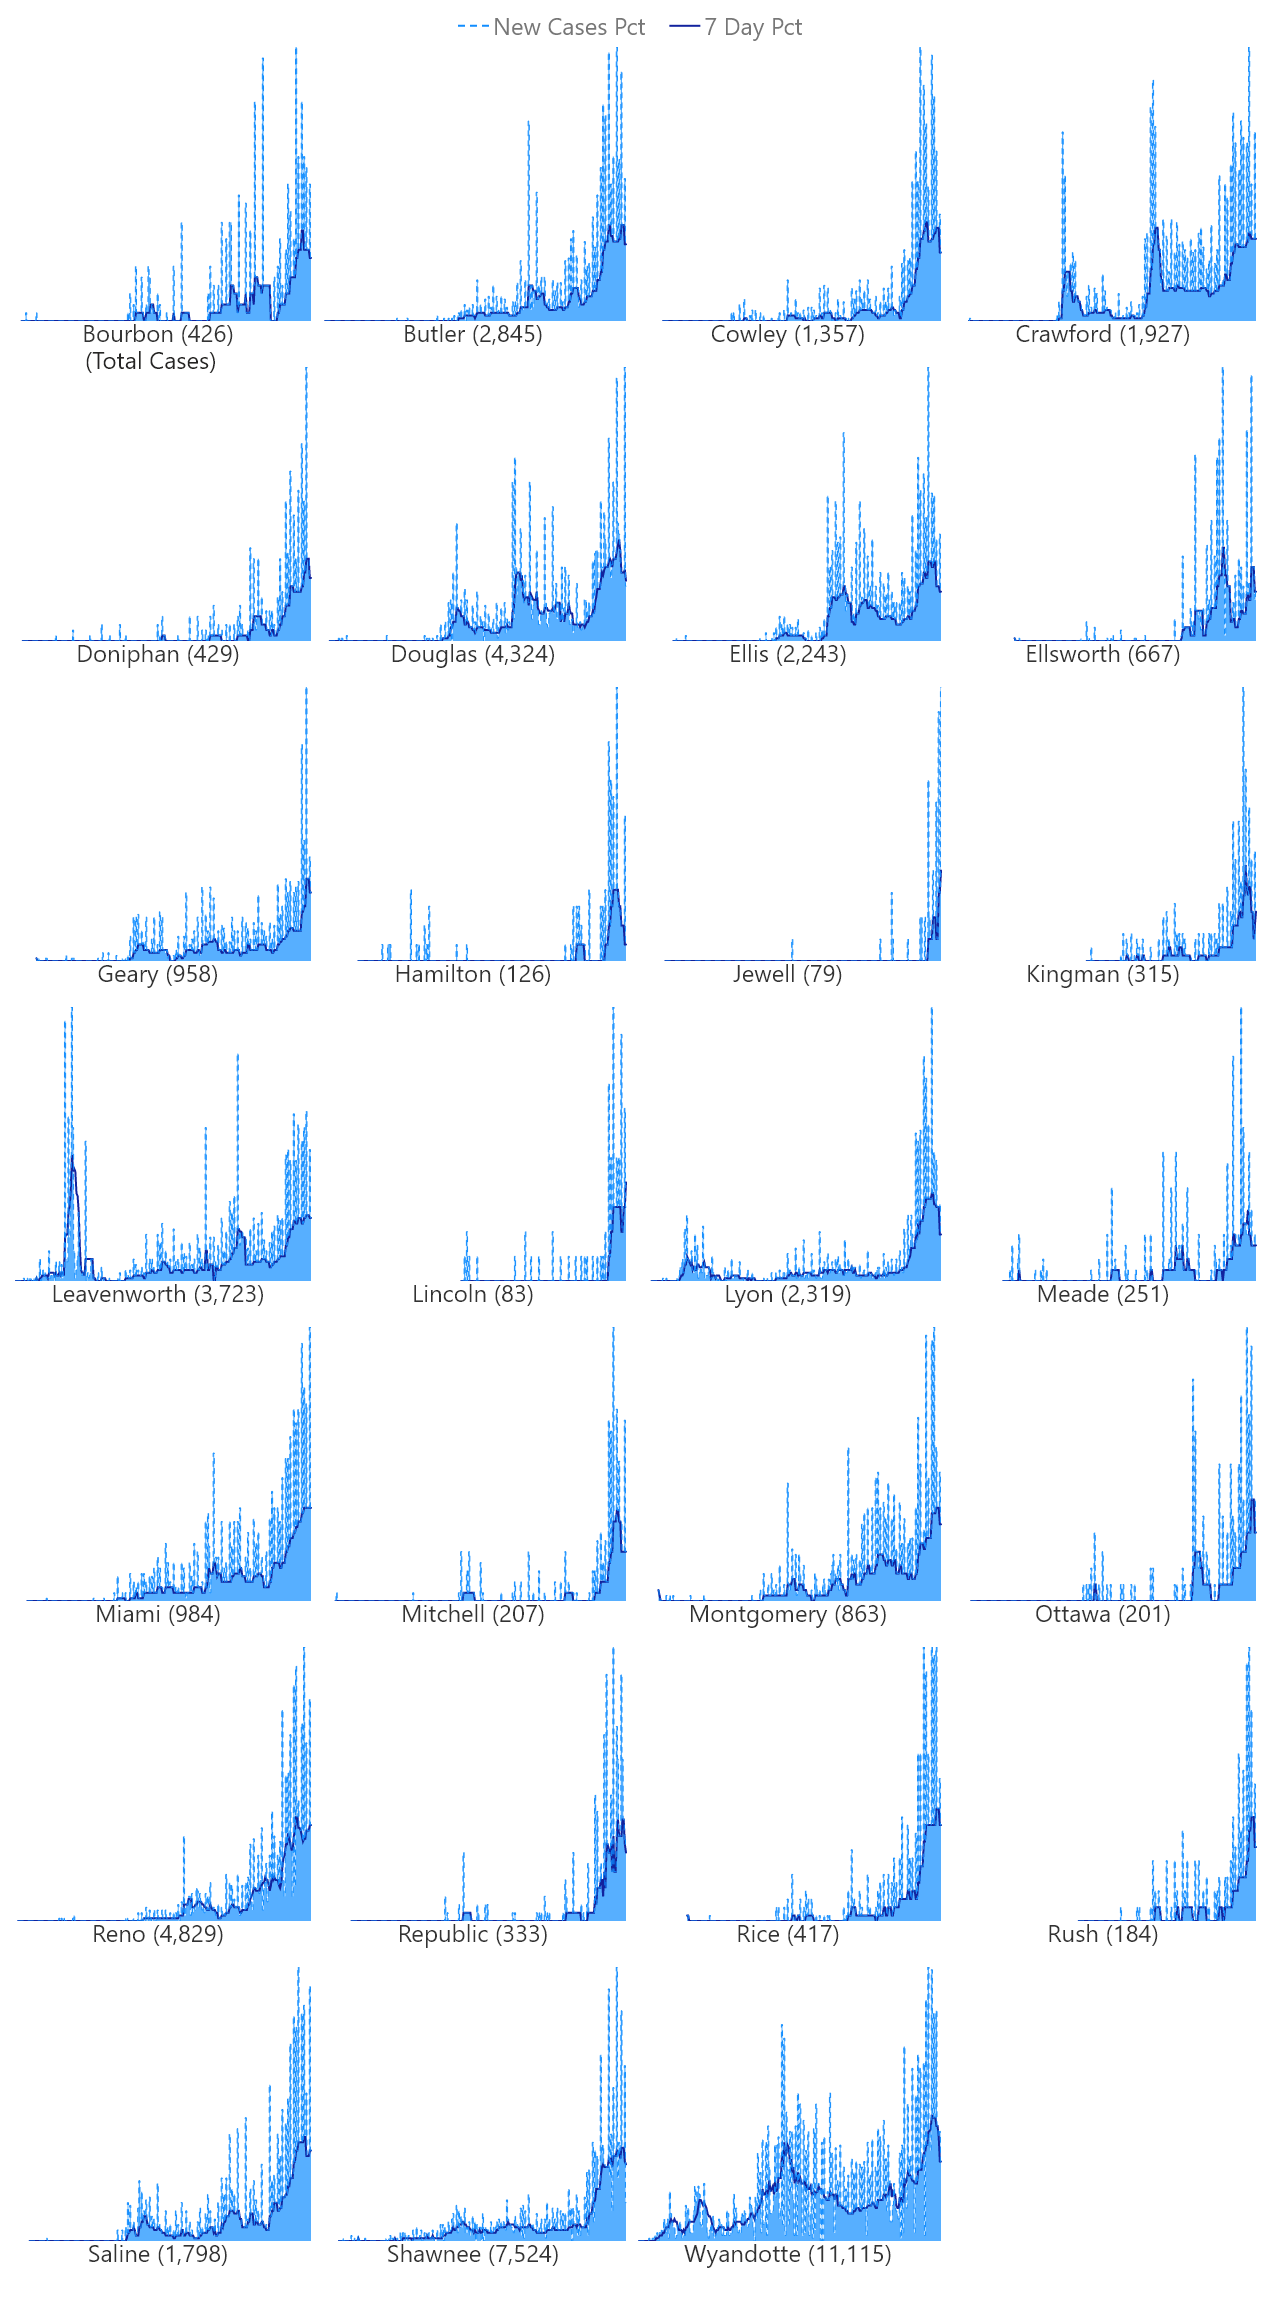 New Cases Pct 7 Day Pct
Bourbon (426) Butler (2,845) Cowley (1,357) Crawford (1,927)
(Total Cases)
Doniphan (429) Douglas (4,324) Ellis (2,243) Ellsworth (667)
Geary (958) Hamilton (126) Jewell (79) Kingman (315)
Leavenworth (3,723) Lincoln (83) Lyon (2,319) Meade (251)
Miami (984) Mitchell (207) Montgomery (863) Ottawa (201)
Reno (4,829) Republic (333) Rice (417) Rush (184)
Saline (1,798) Shawnee (7,524) Wyandotte (11,115)